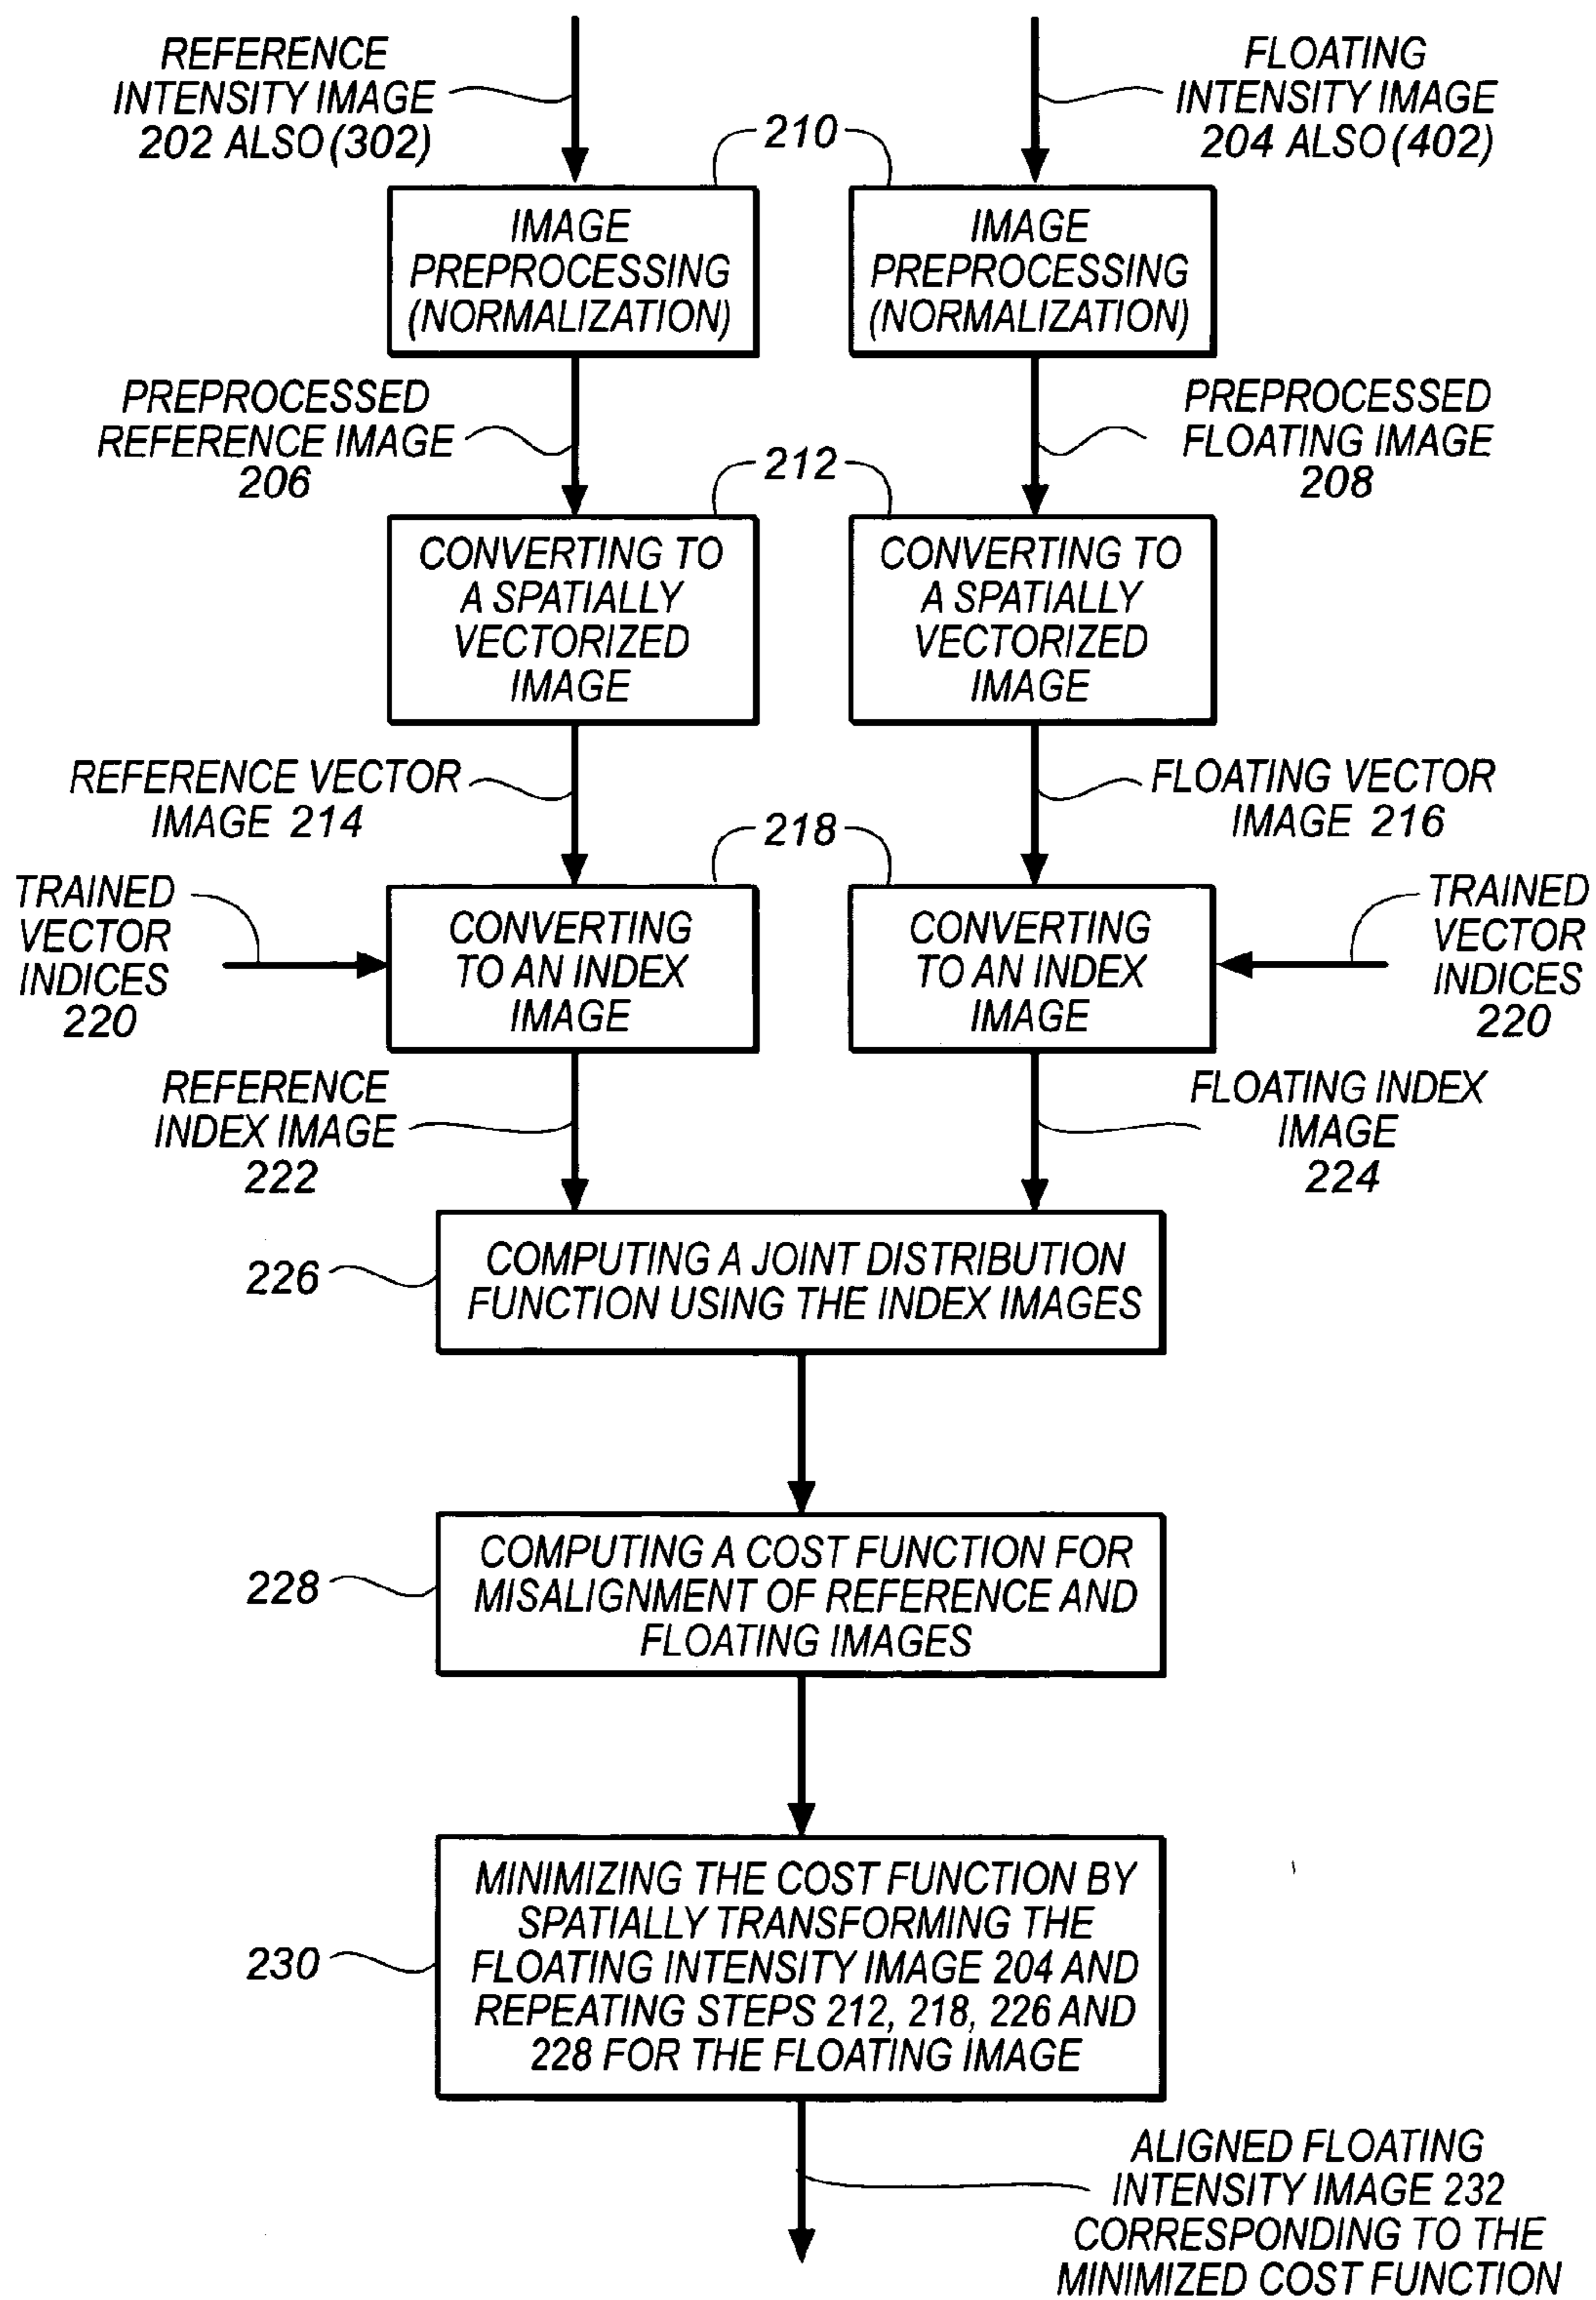 REFERENCE
INTENSITY IMAGE
202 ALSO (302)
FLOATING
INTENSITY IMAGE
204 ALSO (402)
210
IMAGE
PREPROCESSING
(NORMALIZATION)
IMAGE
PREPROCESSING
(NORMALIZATION)
PREPROCESSED
REFERENCE IMAGE
206
PREPROCESSED
FLOATING IMAGE
208
212
CONVERTING TO
A SPATIALLY
VECTORIZED
IMAGE
CONVERTING TO
A SPATIALLY
VECTORIZED
IMAGE
REFERENCE VECTOR
IMAGE 214
FLOATING VECTOR
IMAGE 216
218
TRAINED
VECTOR
INDICES
220
CONVERTING
TO AN INDEX
IMAGE
CONVERTING
TO AN INDEX
IMAGE
TRAINED
VECTOR
INDICES
220
REFERENCE
INDEX IMAGE
222
FLOATING INDEX
IMAGE
224
226
COMPUTING A JOINT DISTRIBUTION
FUNCTION USING THE INDEX IMAGES
228
COMPUTING A COST FUNCTION FOR
MISALIGNMENT OF REFERENCE AND
FLOATING IMAGES
230
MINIMIZING THE COST FUNCTION BY
SPATIALLY TRANSFORMING THE
FLOATING INTENSITY IMAGE 204 AND
REPEATING STEPS 212, 218, 226 AND
228 FOR THE FLOATING IMAGE
ALIGNED FLOATING
INTENSITY IMAGE 232
CORRESPONDING TO THE
MINIMIZED COST FUNCTION